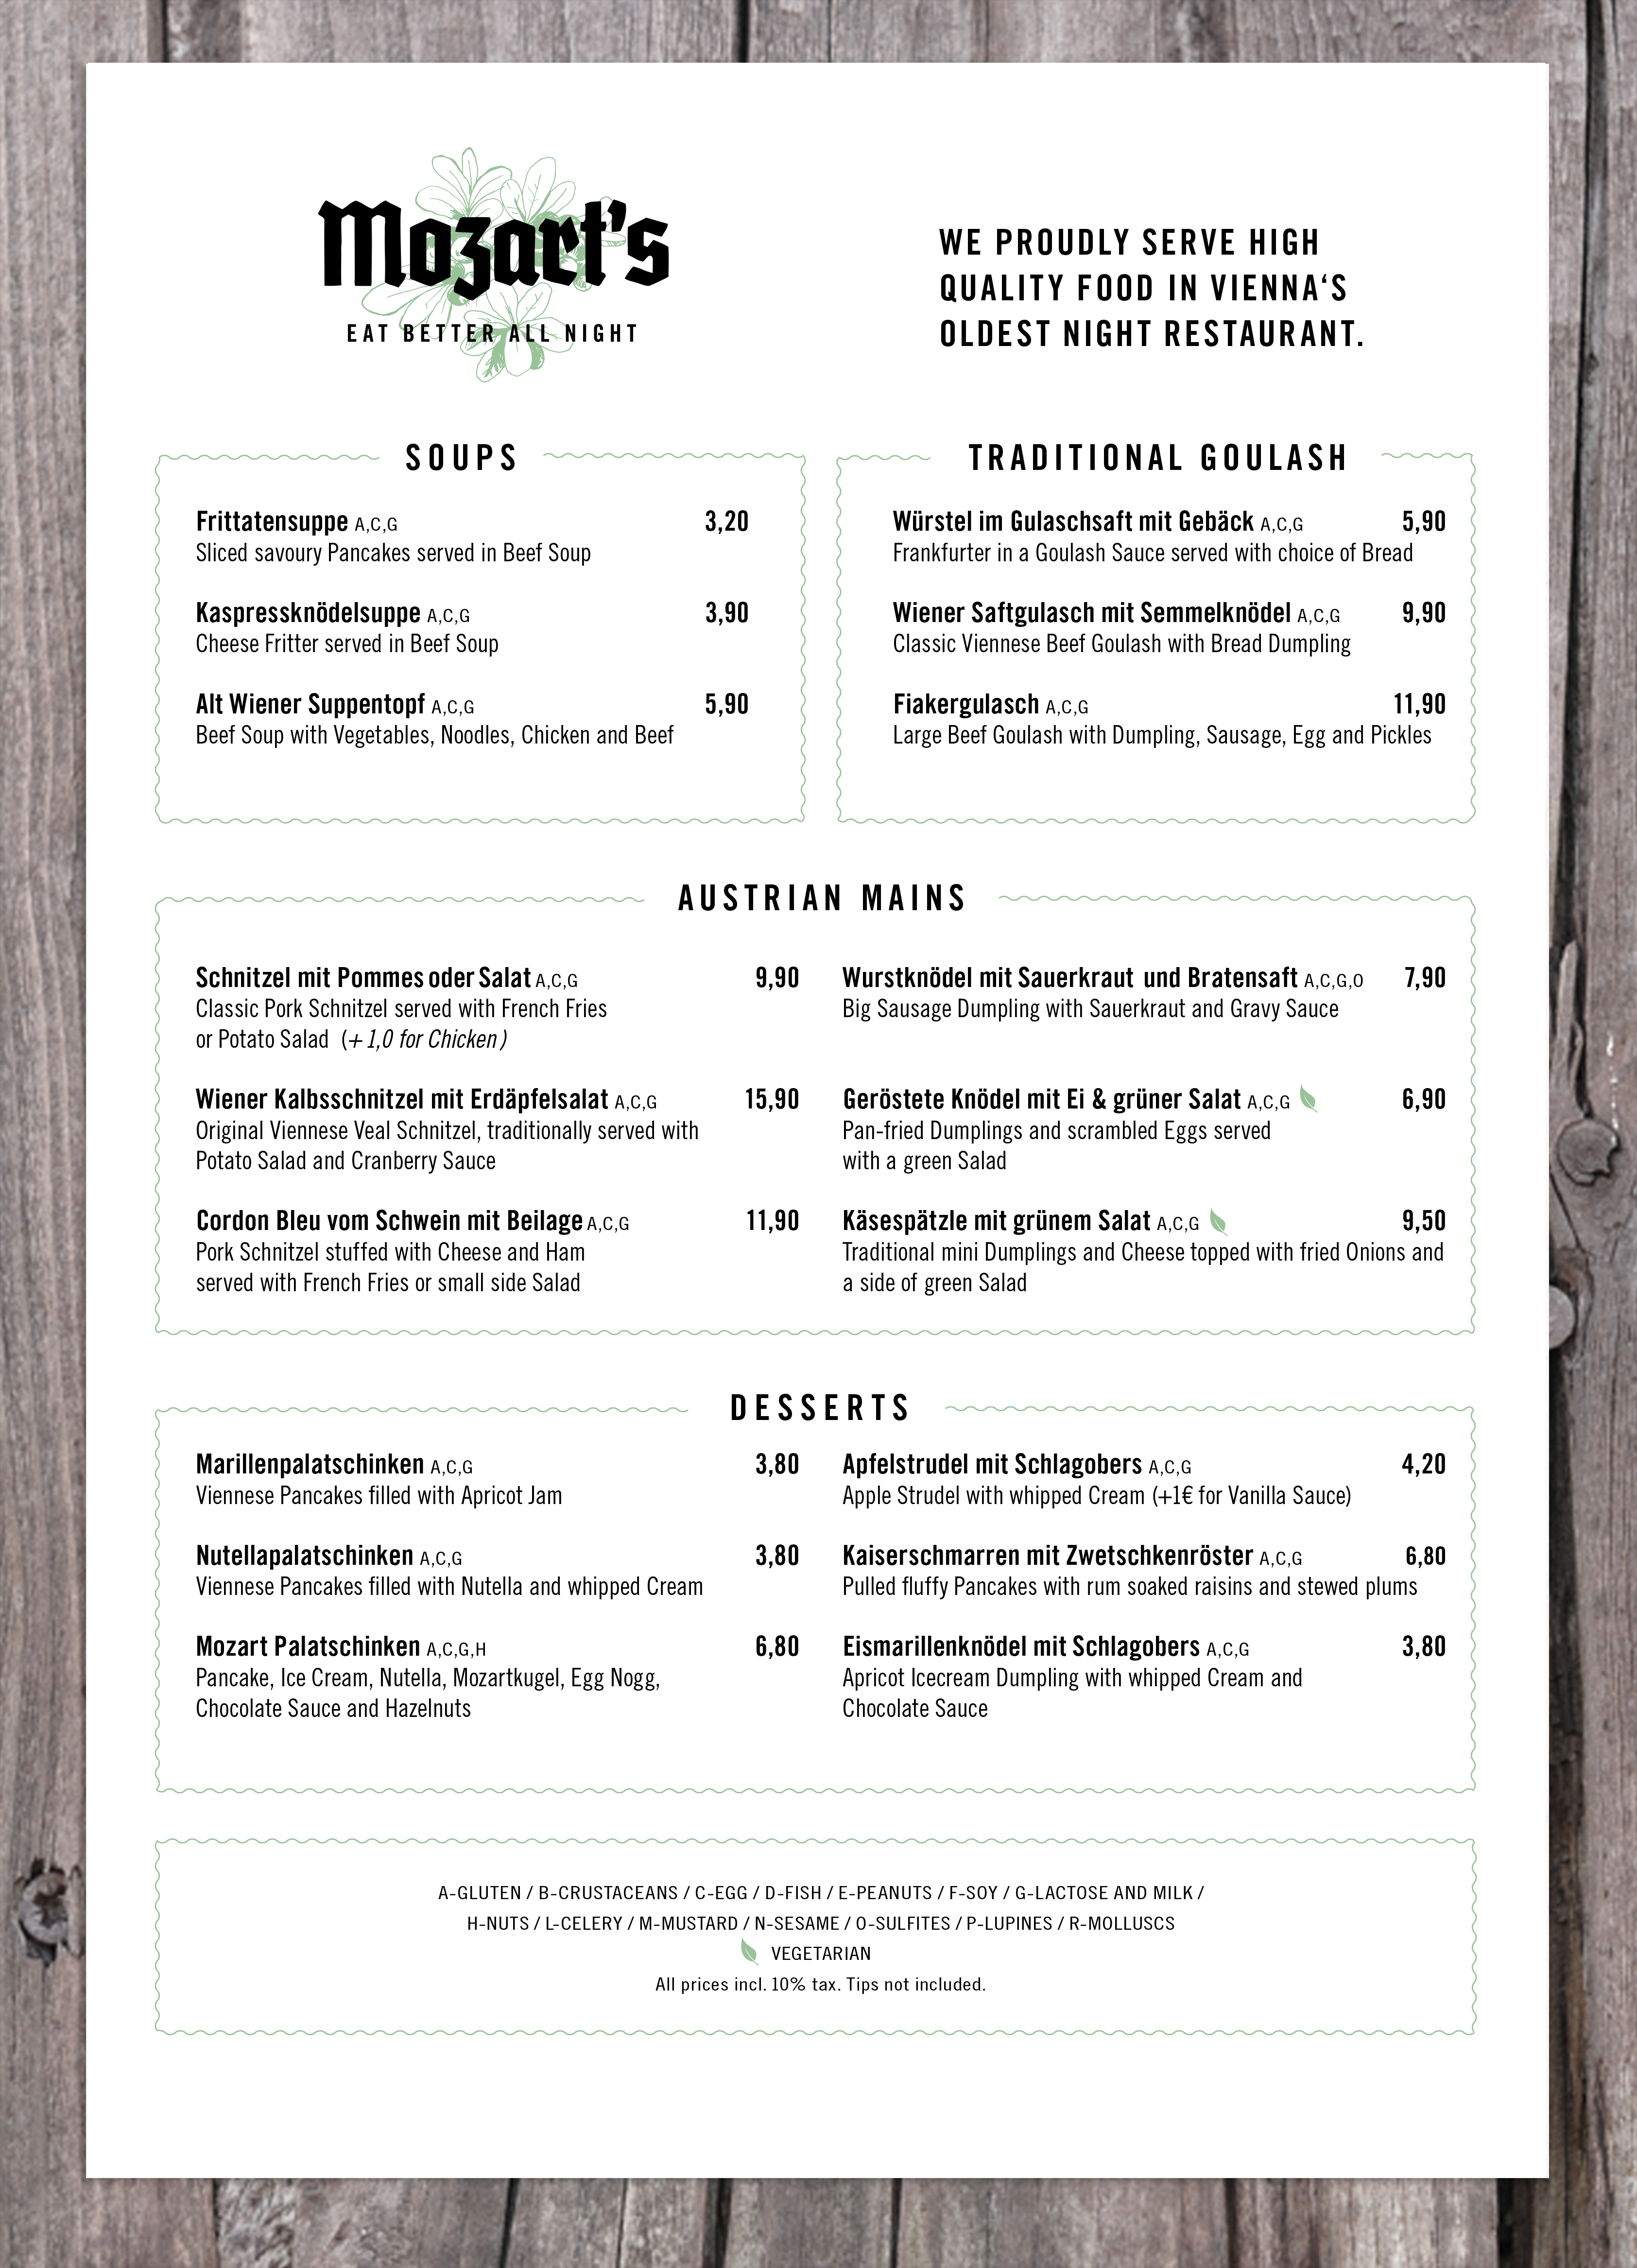 Mozart's
EAT BETTER ALL NIGHT
WE PROUDLY SERVE HIGH
QUALITY FOOD IN VIENNA‘S
OLDEST NIGHT RESTAURANT.
SOUPS
Frittatensuppe A,C,G 3,20
Sliced savoury Pancakes served in Beef Soup
Kaspressknödelsuppe A,C,G 3,90
Cheese Fritter served in Beef Soup
Alt Wiener Suppentopf A,C,G 5,90
Beef Soup with Vegetables, Noodles, Chicken and Beef
TRADITIONAL GOULASH
Würstel im Gulaschsaft mit Gebäck A,C,G 5,90
Frankfurter in a Goulash Sauce served with choice of Bread
Wiener Saftgulasch mit Semmelknödel A,C,G 9,90
Classic Viennese Beef Goulash with Bread Dumpling
Fiakergulasch A,C,G 11,90
Large Beef Goulash with Dumpling, Sausage, Egg and Pickles
AUSTRIAN MAINS
Schnitzel mit Pommes oder Salat A,C,G 9,90
Classic Pork Schnitzel served with French Fries
or Potato Salad (+ 1,0 for Chicken)
Wiener Kalbsschnitzel mit Erdäpfelsalat A,C,G 15,90
Original Viennese Veal Schnitzel, traditionally served with
Potato Salad and Cranberry Sauce
Cordon Bleu vom Schwein mit Beilage A,C,G 11,90
Pork Schnitzel stuffed with Cheese and Ham
served with French Fries or small side Salad
Wurstknödel mit Sauerkraut und Bratensaft A,C,G,O 7,90
Big Sausage Dumpling with Sauerkraut and Gravy Sauce
Geröstete Knödel mit Ei & grüner Salat A,C,G 6,90
Pan-fried Dumplings and scrambled Eggs served
with a green Salad
Käsespätzle mit grünem Salat A,C,G 9,50
Traditional mini Dumplings and Cheese topped with fried Onions and
a side of green Salad
DESSERTS
Marillenpalatschinken A,C,G 3,80
Viennese Pancakes filled with Apricot Jam
Nutellapalatschinken A,C,G 3,80
Viennese Pancakes filled with Nutella and whipped Cream
Mozart Palatschinken A,C,G,H 6,80
Pancake, Ice Cream, Nutella, Mozartkugel, Egg Nogg,
Chocolate Sauce and Hazelnuts
Apfelstrudel mit Schlagobers A,C,G 4,20
Apple Strudel with whipped Cream (+1€ for Vanilla Sauce)
Kaiserschmarren mit Zwetschkenröster A,C,G 6,80
Pulled fluffy Pancakes with rum soaked raisins and stewed plums
Eismarillenknödel mit Schlagobers A,C,G 3,80
Apricot Icecream Dumpling with whipped Cream and
Chocolate Sauce
A-GLUTEN / B-CRUSTACEANS / C-EGG / D-FISH / E-PEANUTS / F-SOY / G-LACTOSE AND MILK /
H-NUTS / L-CELERY / M-MUSTARD / N-SESAME / O-SULFITES / P-LUPINES / R-MOLLUSCS
VEGETARIAN
All prices incl. 10% tax. Tips not included.